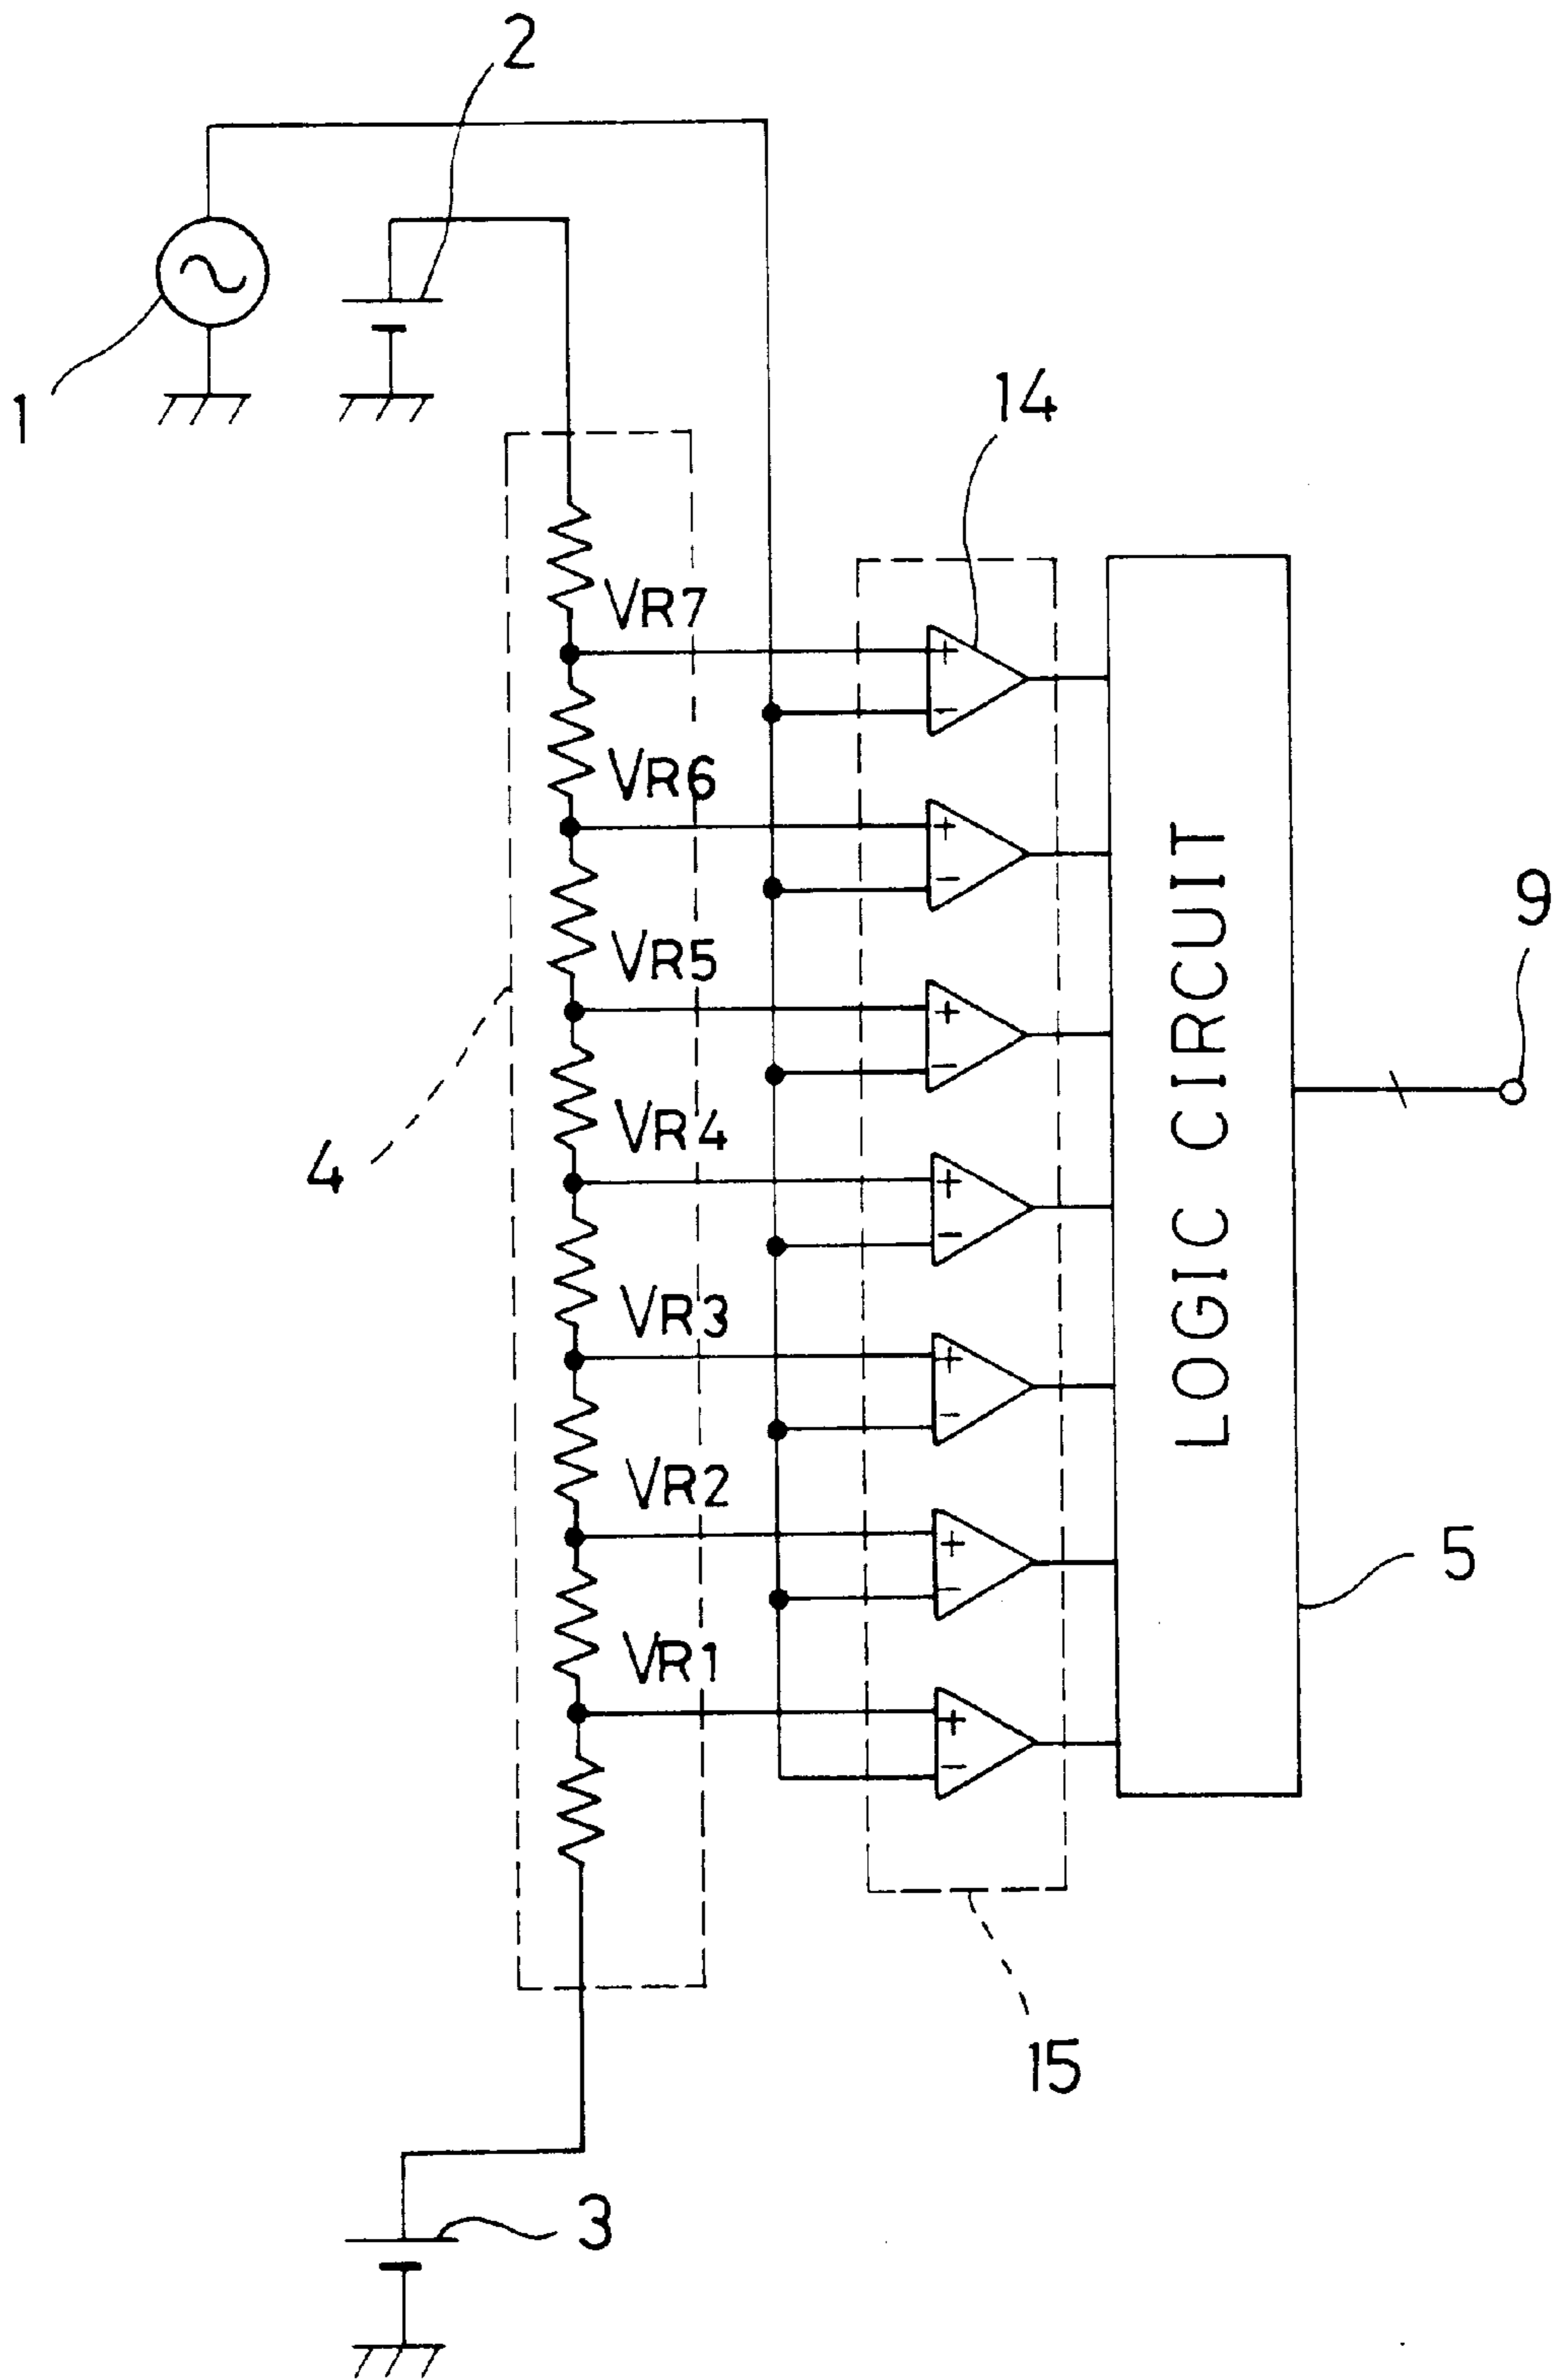 2
1
14
VR7
VR6
VR5
9
VR4
4
LOGIC CIRCUIT
VR3
VR2
5
VR1
15
3